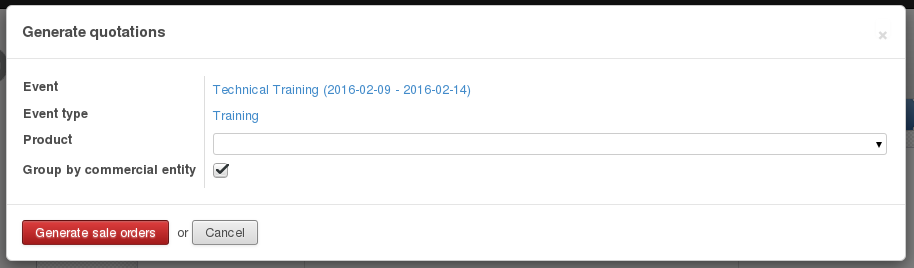 Generate quotations
×
Event
Technical Training (2016-02-09 - 2016-02-14)
Event type
Training
Product
Group by commercial entity
Generate sale orders or Cancel